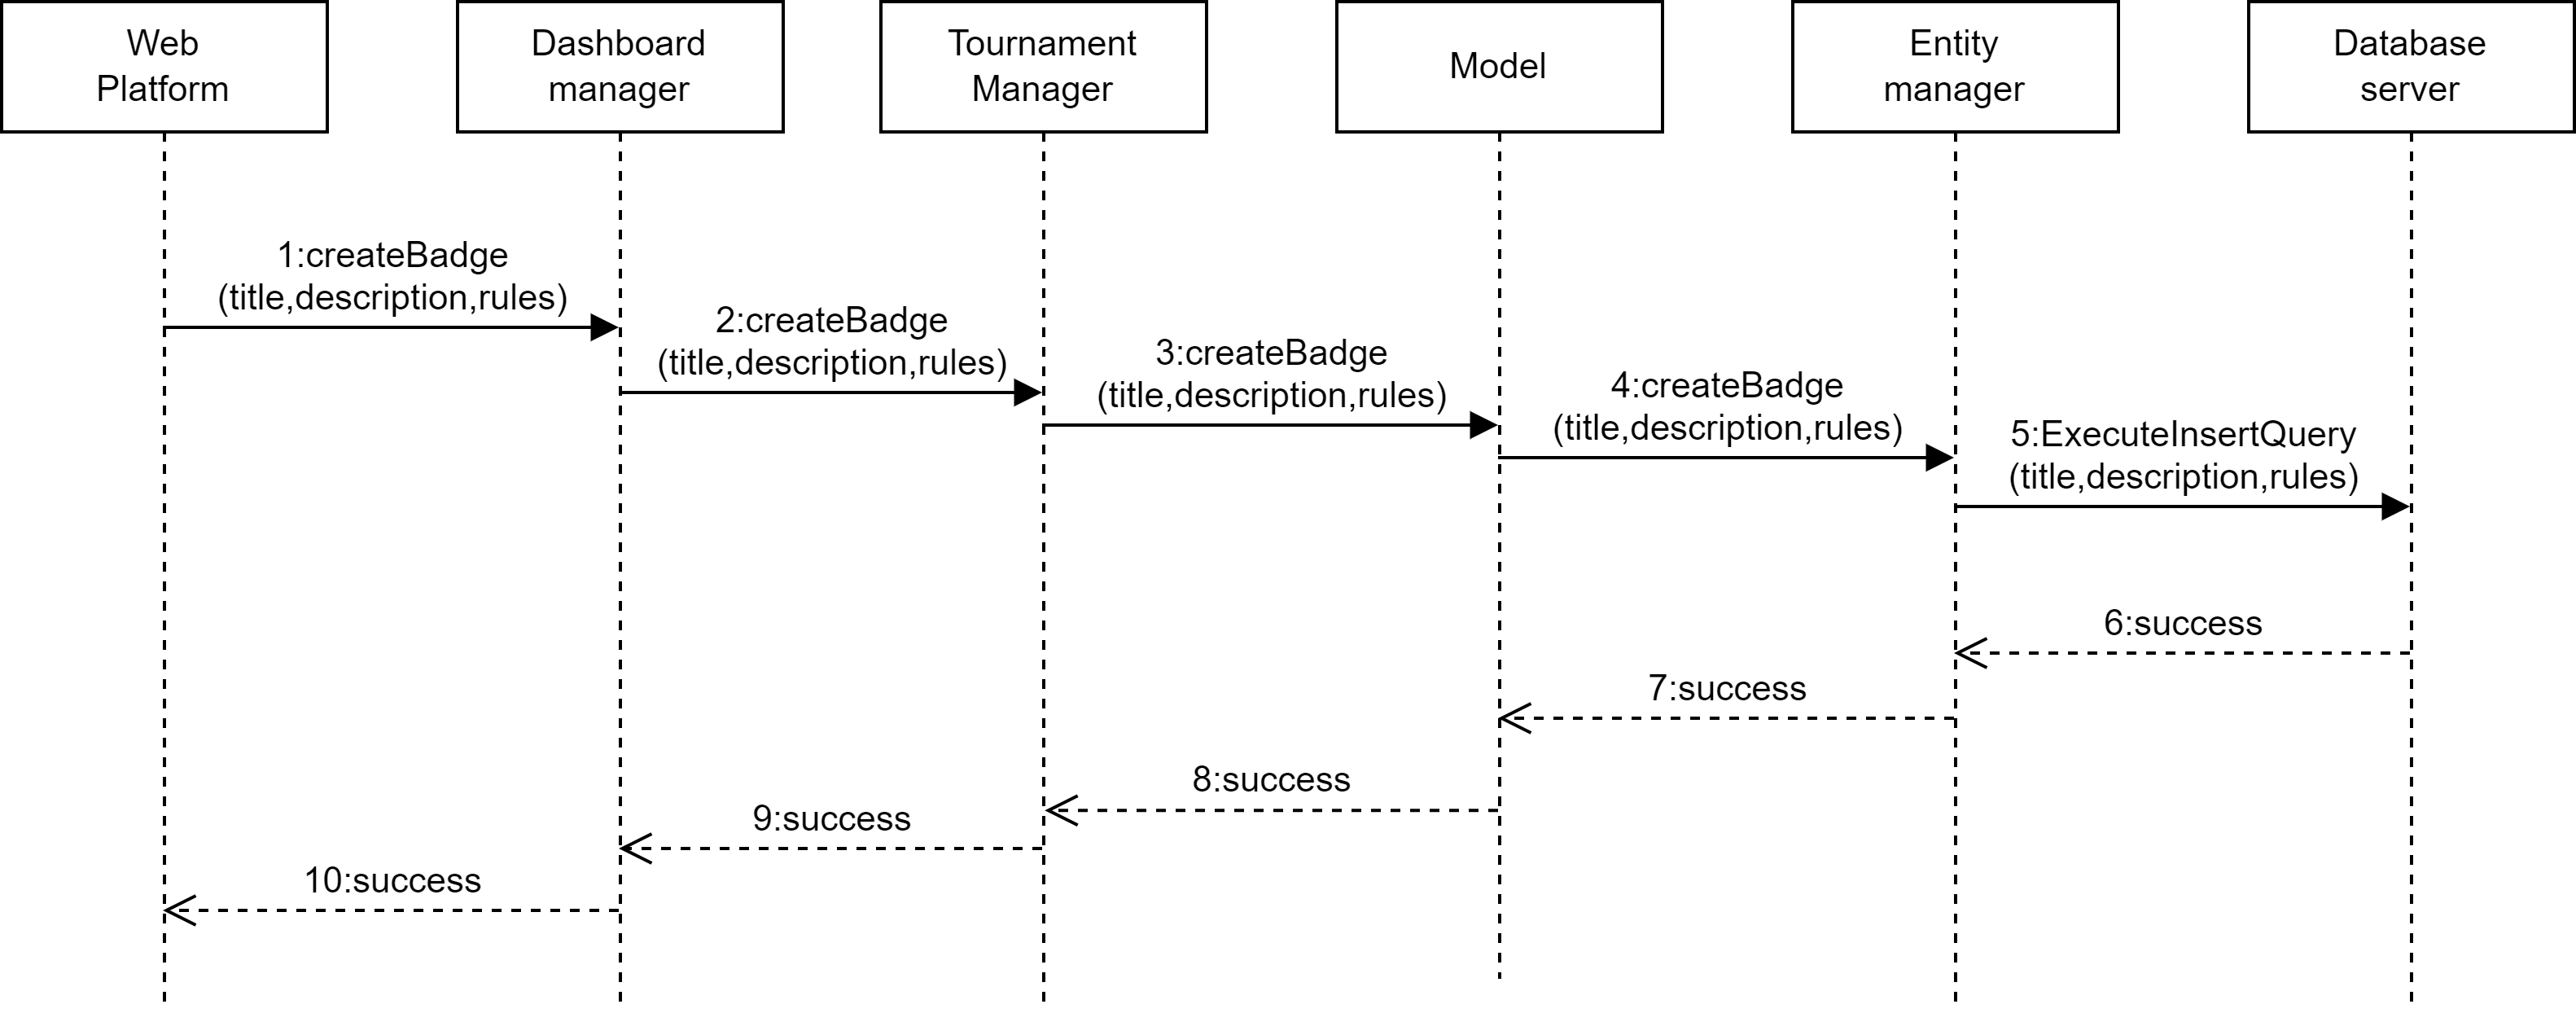 Web
Platform
Dashboard
manager
Tournament
Manager
Model
Entity
manager
Database
server
1:createBadge
(title,description,rules)
2:createBadge
(title,description,rules)
3:createBadge
(title,description,rules)
4:createBadge
(title,description,rules)
5:ExecuteInsertQuery
(title,description,rules)
6:success
7:success
8:success
9:success
10:success